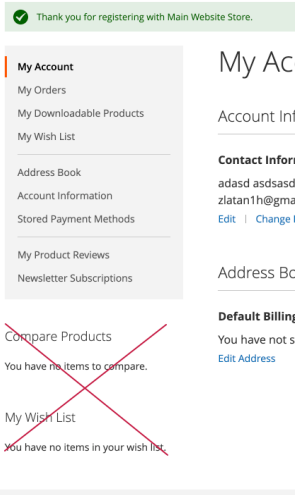 Thank you for registering with Main Website Store.
My Account
My Orders
My Downloadable Products
My Wish List
Address Book
Account Information
Stored Payment Methods
My Product Reviews
Newsletter Subscriptions
Compare Products
You have no items to compare.
My Wish List
You have no items in your wish list.
My Ac
Account Inf
Contact Infor
adasd asdsasd
zlatan1h@gma
Edit | Change
Address Bo
Default Billing
You have not s
Edit Address